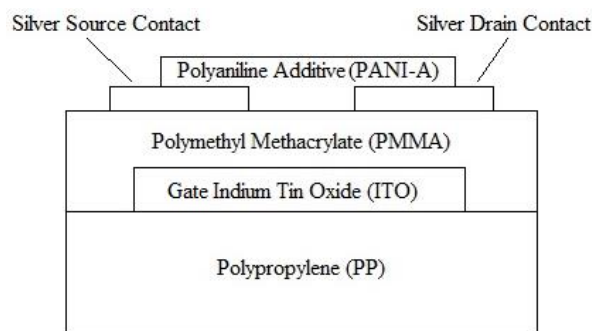 Silver Source Contact
Silver Drain Contact
Polyaniline Additive (PANI-A)
Polymethyl Methacrylate (PMMA)
Gate Indium Tin Oxide (ITO)
Polypropylene (PP)